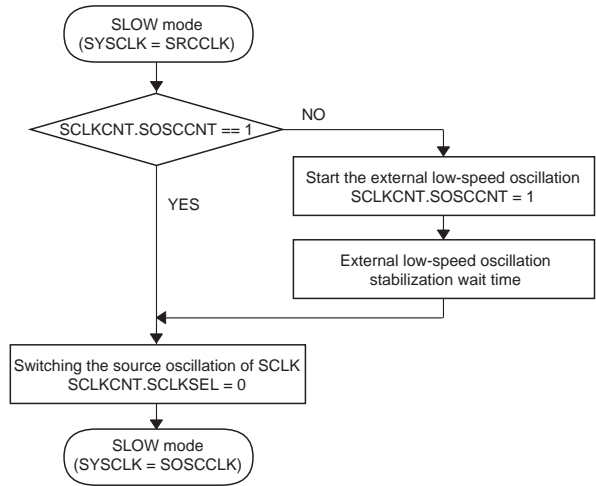 SLOW mode
(SYSCLK = SRCCLK)
SCLKCNT.SOSCCNT == 1
NO
Start the external low-speed oscillation
SCLKCNT.SOSCCNT = 1
YES
External low-speed oscillation
stabilization wait time
Switching the source oscillation of SCLK
SCLKCNT.SCLKSEL = 0
SLOW mode
(SYSCLK = SOSCCLK)